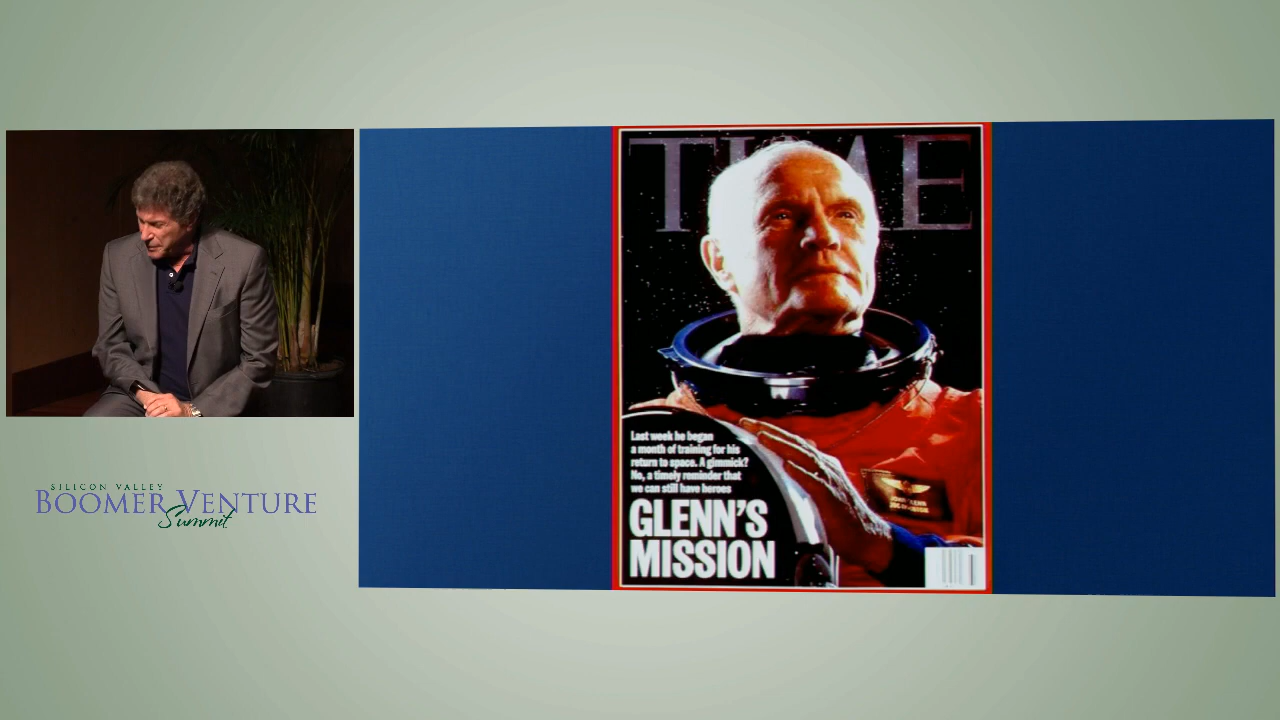 TIME
Last week he began
a month of training for his
return to space. A gimmick?
No, a timely reminder that
we can still have heroes
GLENN'S
MISSION
SILICON VALLEY
BOOMER VENTURE
Summit